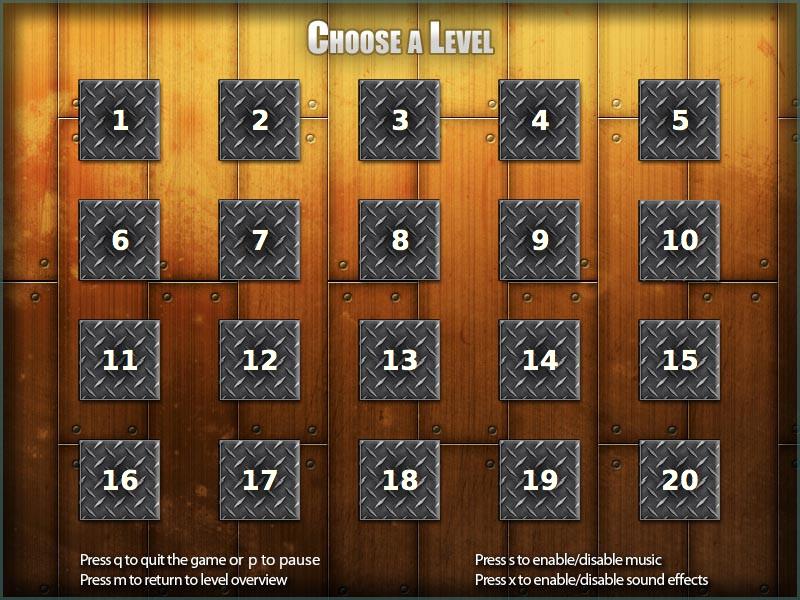 Choose a Level
1 2 3 4 5
6 7 8 9 10
11 12 13 14 15
16 17 18 19 20
Press q to quit the game or p to pause
Press m to return to level overview
Press s to enable/disable music
Press x to enable/disable sound effects